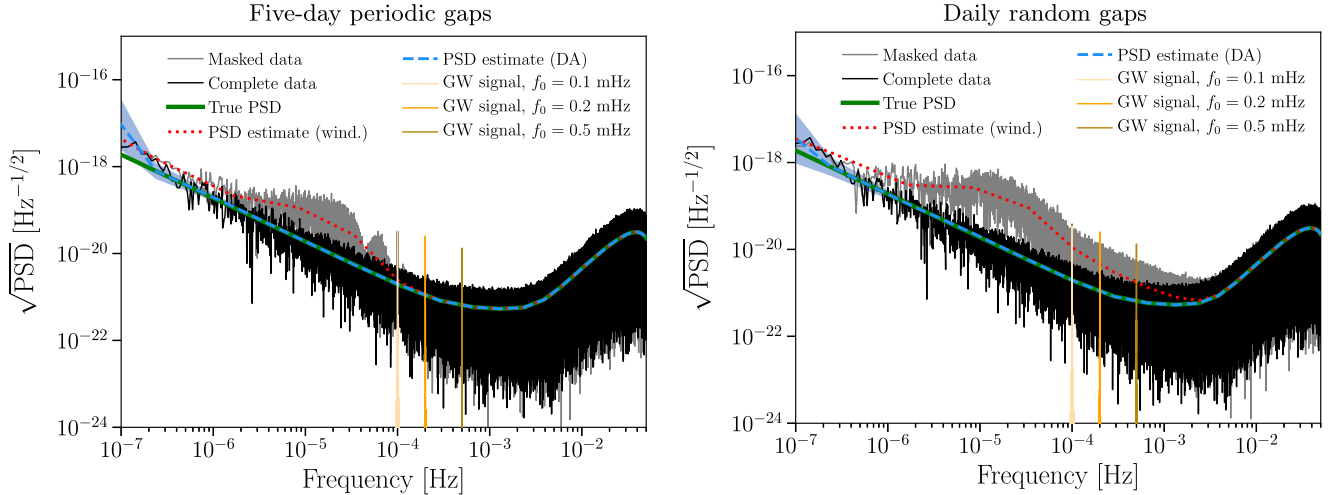 Five-day periodic gaps
Masked data
Complete data
True PSD
PSD estimate (wind.)
PSD estimate (DA)
GW signal, f₀ = 0.1 mHz
GW signal, f₀ = 0.2 mHz
GW signal, f₀ = 0.5 mHz
10⁻¹⁶
10⁻¹⁸
10⁻²⁰
10⁻²²
10⁻²⁴
√PSD [Hz⁻¹/²]
10⁻⁷
10⁻⁶
10⁻⁵
10⁻⁴
10⁻³
10⁻²
Frequency [Hz]
Daily random gaps
Masked data
Complete data
True PSD
PSD estimate (wind.)
PSD estimate (DA)
GW signal, f₀ = 0.1 mHz
GW signal, f₀ = 0.2 mHz
GW signal, f₀ = 0.5 mHz
10⁻¹⁶
10⁻¹⁸
10⁻²⁰
10⁻²²
10⁻²⁴
√PSD [Hz⁻¹/²]
10⁻⁷
10⁻⁶
10⁻⁵
10⁻⁴
10⁻³
10⁻²
Frequency [Hz]